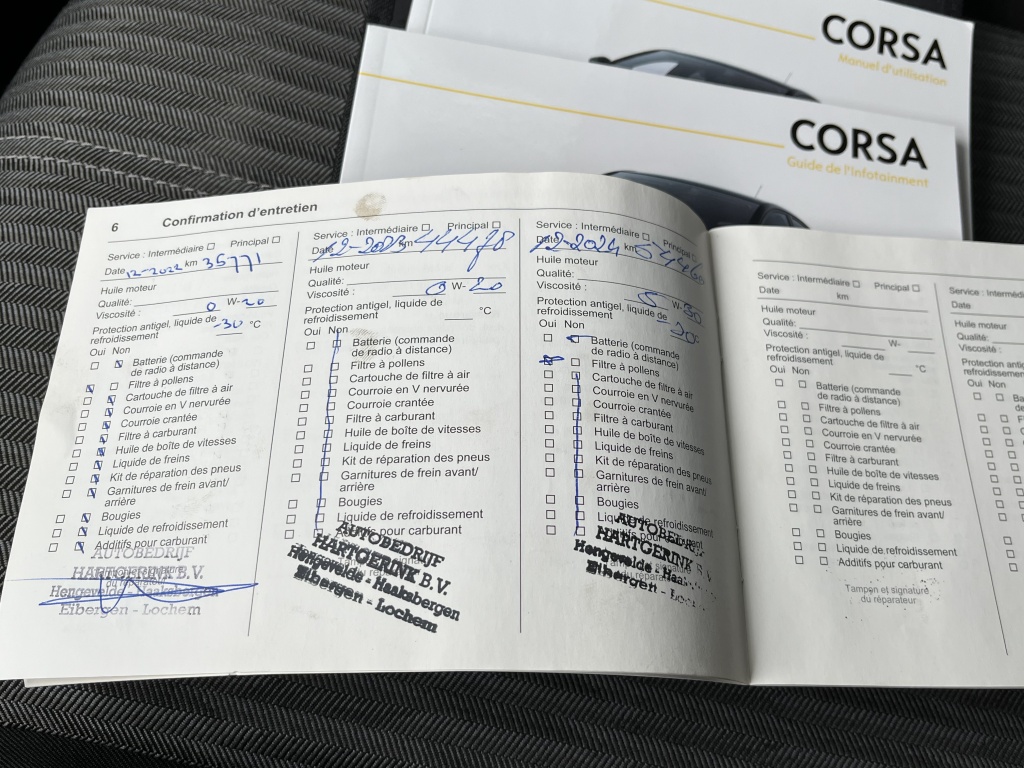 CORSA
Manuel d'utilisation
CORSA
Guide de l'Infotainment
6 Confirmation d'entretien
Service : Intermédiaire Principal
Date 12-2022 km 35771
Huile moteur
Qualité:
Viscosité : 0 W-20
Protection antigel, liquide de
refroidissement -30 °C
Oui Non
Batterie (commande
de radio à distance)
Filtre à pollens
Cartouche de filtre à air
Courroie en V nervurée
Courroie crantée
Filtre à carburant
Huile de boîte de vitesses
Liquide de freins
Kit de réparation des pneus
Garnitures de frein avant/
arrière
Bougies
Liquide de refroidissement
Additifs pour carburant
AUTOBEDRIJF
HARTGERINK B.V.
Hengevelde - Haaksbergen
Eibergen - Lochem
Service : Intermédiaire Principal
Date 12-2023 km 44478
Huile moteur
Qualité:
Viscosité : 0 W-20
Protection antigel, liquide de
refroidissement °C
Oui Non
Batterie (commande
de radio à distance)
Filtre à pollens
Cartouche de filtre à air
Courroie en V nervurée
Courroie crantée
Filtre à carburant
Huile de boîte de vitesses
Liquide de freins
Kit de réparation des pneus
Garnitures de frein avant/
arrière
Bougies
Liquide de refroidissement
Additifs pour carburant
AUTOBEDRIJF
HARTGERINK B.V.
Hengevelde - Haaksbergen
Eibergen - Lochem
Service : Intermédiaire Principal
Date 12-2024 km 5446
Huile moteur
Qualité:
Viscosité : 5 W-30
Protection antigel, liquide de
refroidissement -30
Oui Non
Batterie (commande
de radio à distance)
Filtre à pollens
Cartouche de filtre à air
Courroie en V nervurée
Courroie crantée
Filtre à carburant
Huile de boîte de vitesses
Liquide de freins
Kit de réparation des pneus
Garnitures de frein avant/
arrière
Bougies
Liquide de refroidissement
Additifs pour carburant
AUTOBEDRIJF
HARTGERINK B.V.
Hengevelde - Haa
Eibergen - Lo
Service : Intermédiaire Principal
Date km
Huile moteur
Qualité:
Viscosité : W-
Protection antigel, liquide de
refroidissement °C
Oui Non
Batterie (commande
de radio à distance)
Filtre à pollens
Cartouche de filtre à air
Courroie en V nervurée
Courroie crantée
Filtre à carburant
Huile de boîte de vitesses
Liquide de freins
Kit de réparation des pneus
Garnitures de frein avant/
arrière
Bougies
Liquide de refroidissement
Additifs pour carburant
Tampon et signature
du réparateur
Service : Interméd
Date
Huile moteur
Qualité:
Viscosité :
Protection antig
refroidissemen
Oui Non